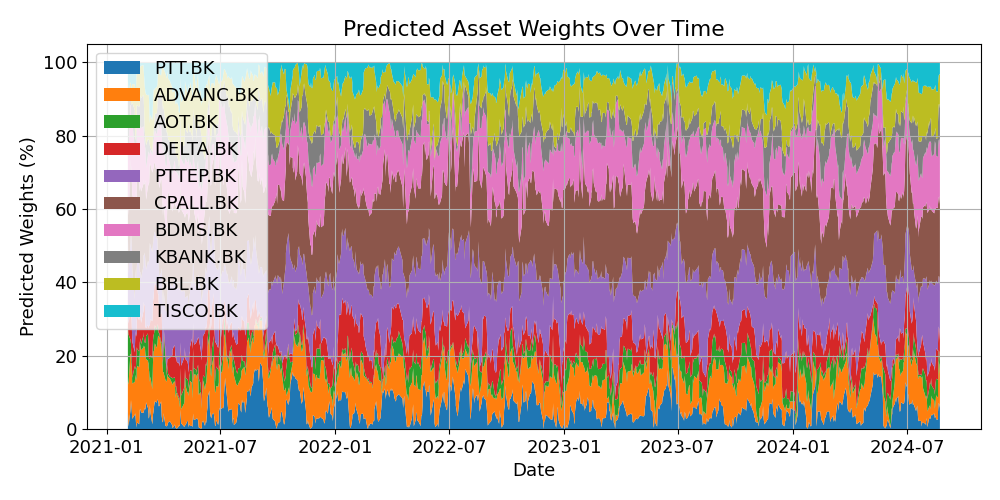 Predicted Asset Weights Over Time
100
80
60
40
20
0
Predicted Weights (%)
PTT.BK
ADVANC.BK
AOT.BK
DELTA.BK
PTTEP.BK
CPALL.BK
BDMS.BK
KBANK.BK
BBL.BK
TISCO.BK
2021-01 2021-07 2022-01 2022-07 2023-01 2023-07 2024-01 2024-07
Date